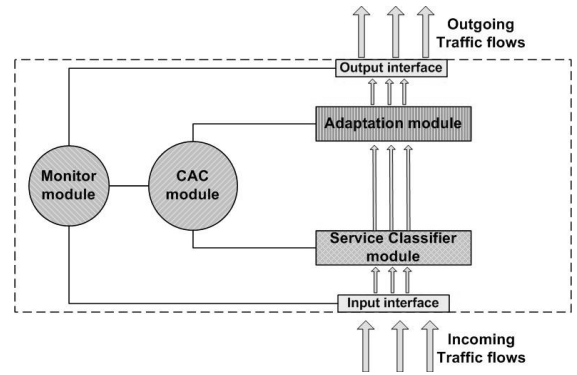 Outgoing
Traffic flows
Output interface
Adaptation module
Monitor
module
CAC
module
Service Classifier
module
Input interface
Incoming
Traffic flows